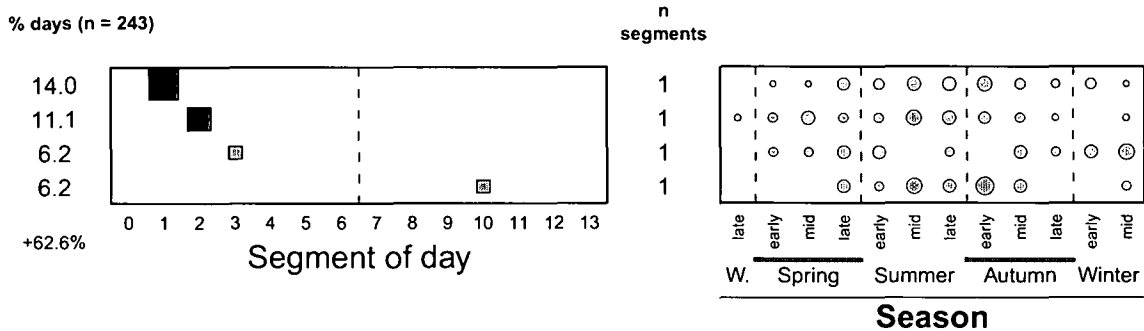 % days (n = 243)
n
segments
14.0
1
11.1
1
6.2
1
6.2
1
+62.6%
0 1 2 3 4 5 6 7 8 9 10 11 12 13
Segment of day
late early mid late early mid late early mid late early mid
W. Spring Summer Autumn Winter
Season